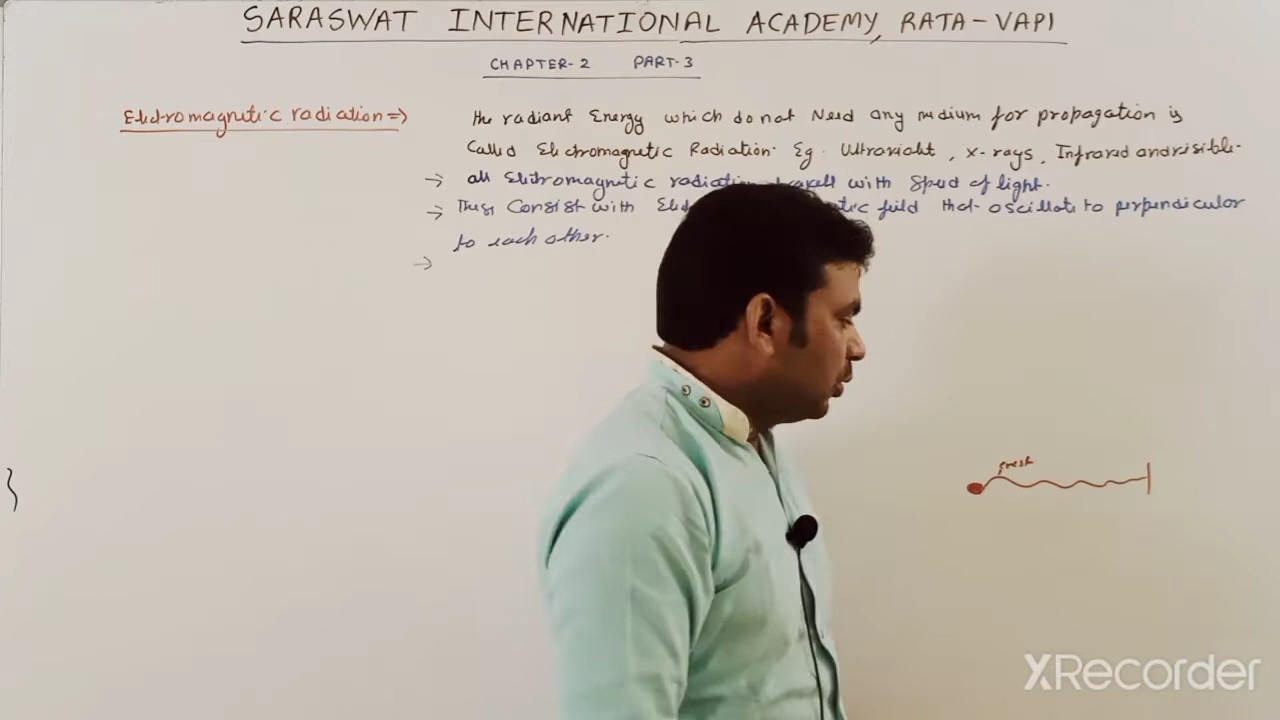 SARASWAT INTERNATIONAL ACADEMY, RATA-VAPI
CHAPTER-2 PART-3
Electromagnetic radiation => the radiant Energy which do not Need any medium for propagation is
Called Electromagnetic Radiation. Eg. Ultraviolet, x-rays, Infrared and visible.
→ all Electromagnetic radiation with Speed of light.
→ These Consist with field that oscillate to perpendicular
to each other.
→
crest
XRecorder